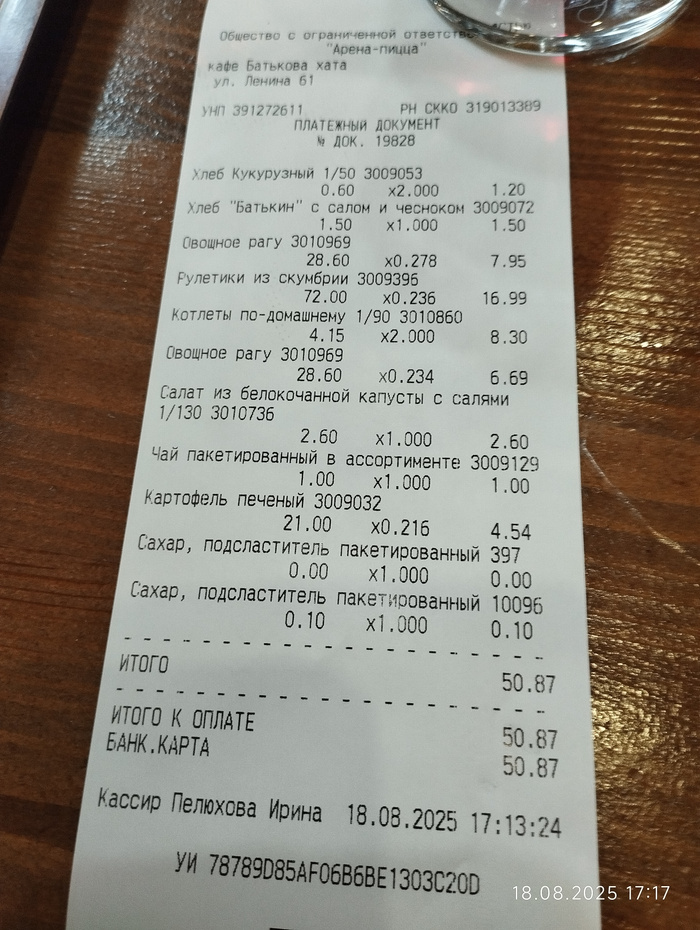 Общество с ограниченной
"Арена-пицца"
кафе Батькова хата
ул. Ленина 61
УНП 391272611 РН СККО 319013389
ПЛАТЕЖНЫЙ ДОКУМЕНТ
№ ДОК. 19828
Хлеб Кукурузный 1/50 3009053
0.60 x2.000 1.20
Хлеб "Батькин" с салом и чесноком 3009072
1.50 x1.000 1.50
Овощное рагу 3010969
28.60 x0.278 7.95
Рулетики из скумбрии 3009396
72.00 x0.236 16.99
Котлеты по-домашнему 1/90 3010860
4.15 x2.000 8.30
Овощное рагу 3010969
28.60 x0.234 6.69
Салат из белокочанной капусты с салями
1/130 3010736
2.60 x1.000 2.60
Чай пакетированный в ассортименте 3009129
1.00 x1.000 1.00
Картофель печеный 3009032
21.00 x0.216 4.54
Сахар, подсластитель пакетированный 397
0.00 x1.000 0.00
Сахар, подсластитель пакетированный 10096
0.10 x1.000 0.10
ИТОГО 50.87
ИТОГО К ОПЛАТЕ 50.87
БАНК.КАРТА 50.87
Кассир Пелюхова Ирина 18.08.2025 17:13:24
УИ 78789D85AF06B6BE1303C20D
18.08.2025 17:17